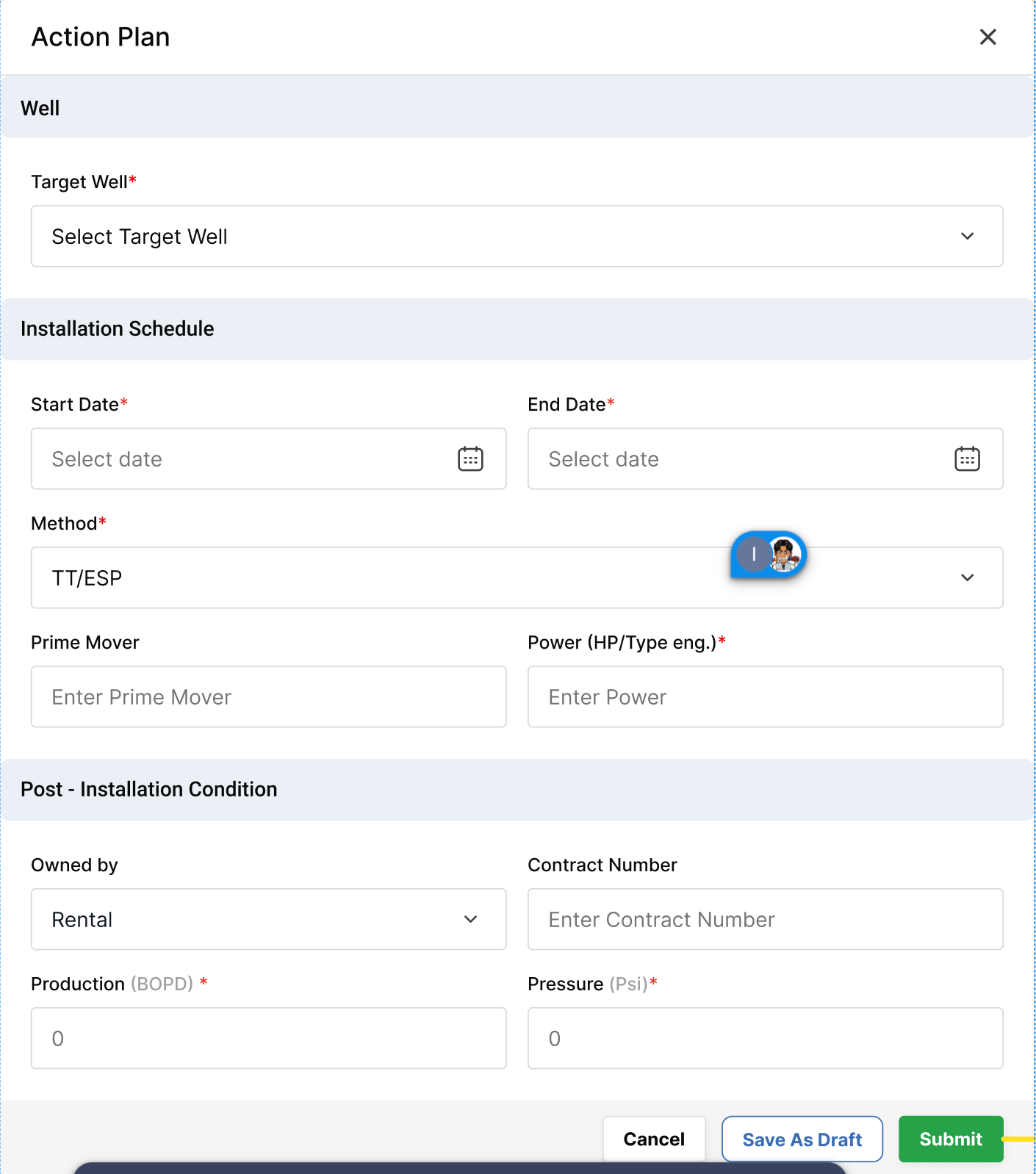 Action Plan
Well
Target Well*
Select Target Well
Installation Schedule
Start Date* End Date*
Select date Select date
Method*
I
TT/ESP
Prime Mover Power (HP/Type eng.)*
Enter Prime Mover Enter Power
Post - Installation Condition
Owned by Contract Number
Rental Enter Contract Number
Production (BOPD) * Pressure (Psi)*
0 0
Cancel Save As Draft Submit